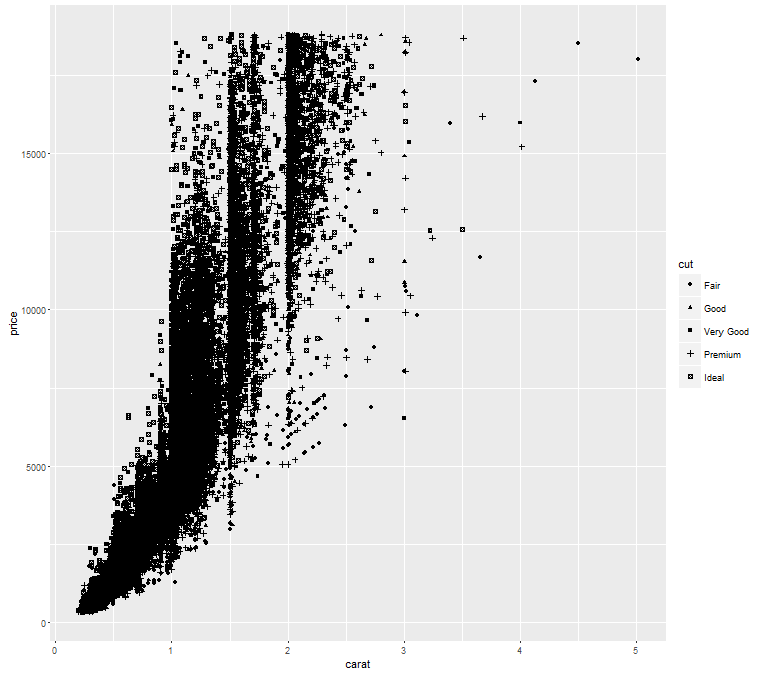 price
15000
10000
5000
0
0 1 2 3 4 5
carat
cut
Fair
Good
Very Good
Premium
Ideal